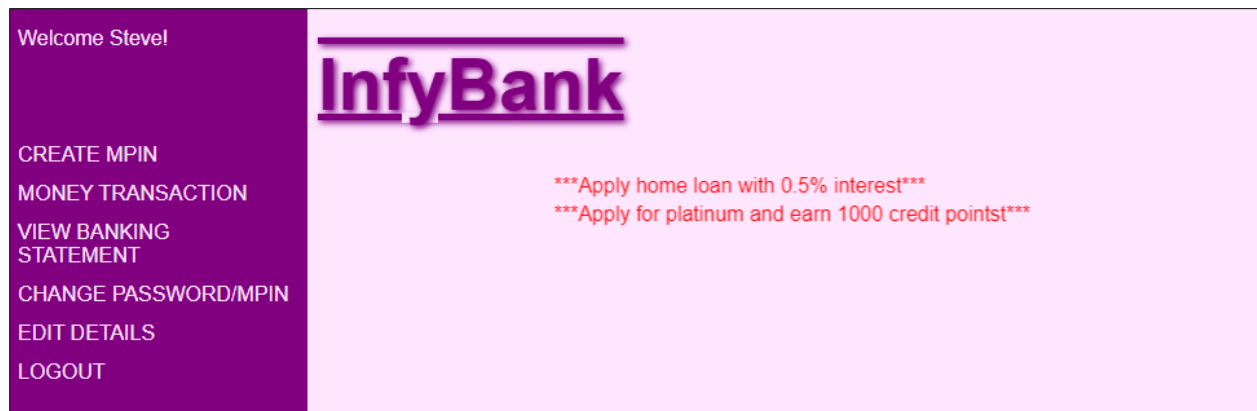 Welcome Steve!
CREATE MPIN
MONEY TRANSACTION
VIEW BANKING
STATEMENT
CHANGE PASSWORD/MPIN
EDIT DETAILS
LOGOUT
InfyBank
***Apply home loan with 0.5% interest***
***Apply for platinum and earn 1000 credit pointst***